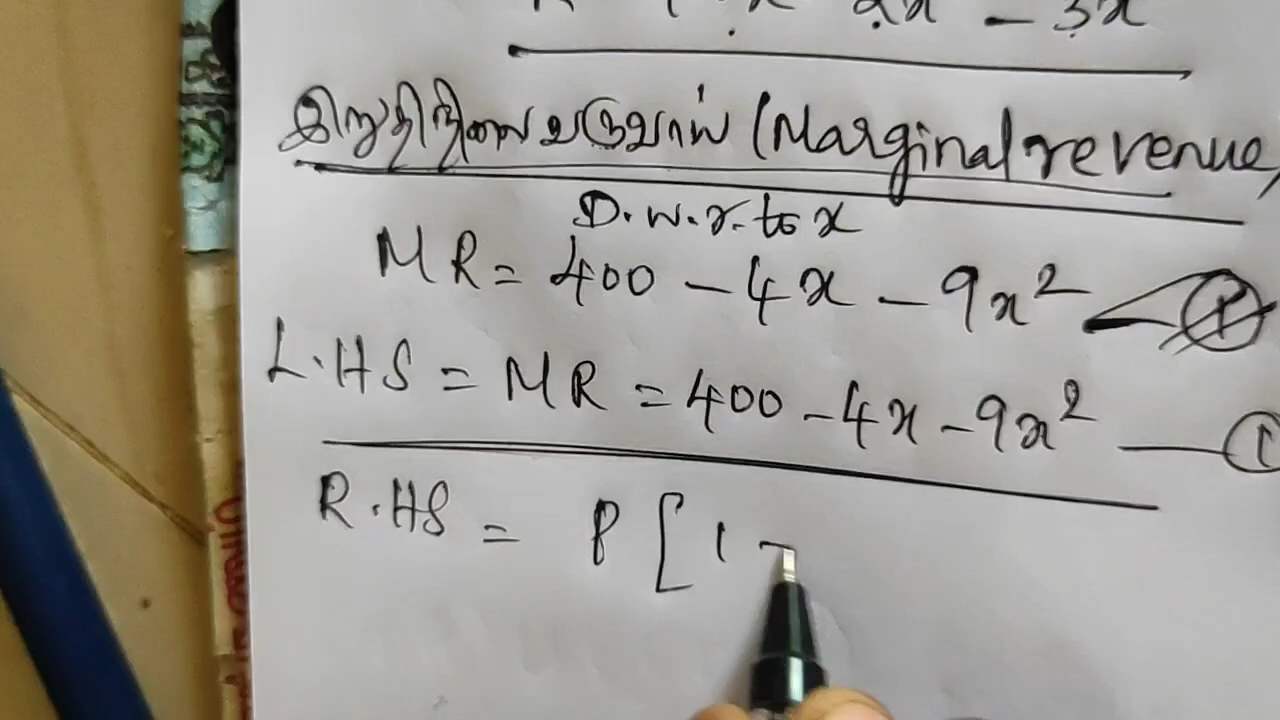 இறுதிநிலை வருவாய் (Marginal revenue)
D.w.r.to x
MR = 400 - 4x - 9x²
L.HS = MR = 400 - 4x - 9x² — ①
R.HS = P [ 1 -